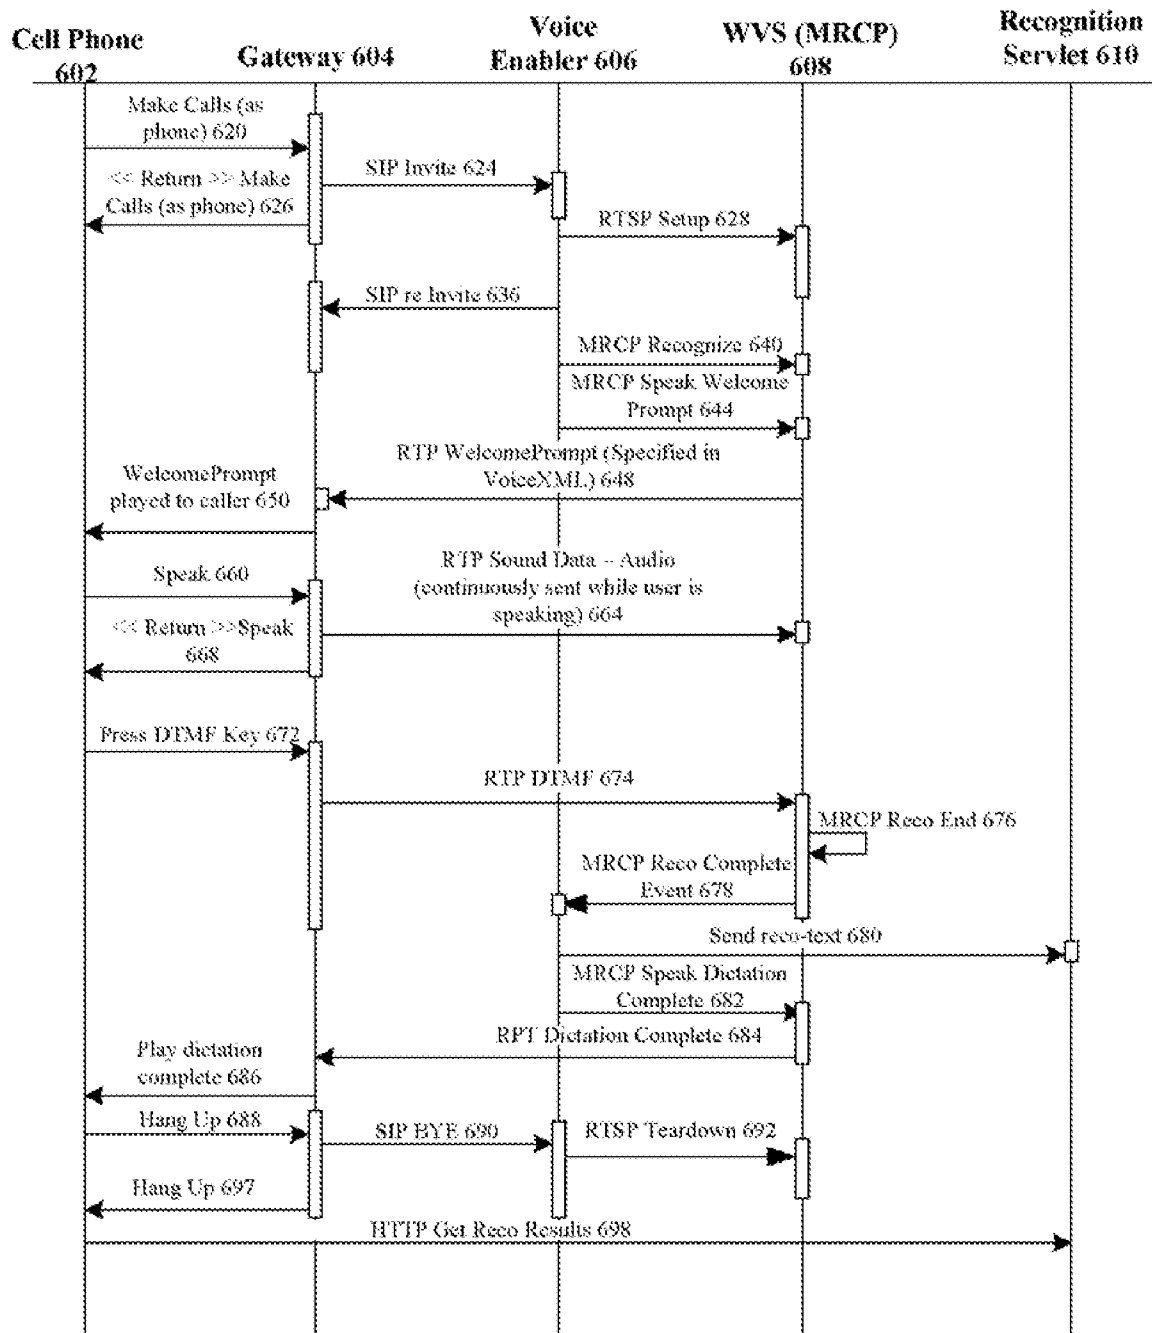 Cell Phone
602
Gateway 604
Voice
Enabler 606
WVS (MRCP)
608
Recognition
Servlet 610
Make Calls (as
phone) 620
SIP Invite 624
<< Return >> Make
Calls (as phone) 626
RTSP Setup 628
SIP re Invite 636
MRCP Recognize 640
MRCP Speak Welcome
Prompt 644
RTP WelcomePrompt (Specified in
VoiceXML) 648
WelcomePrompt
played to caller 650
RTP Sound Data – Audio
(continuously sent while user is
speaking) 664
Speak 660
<< Return >>Speak
668
Press DTMF Key 672
RTP DTMF 674
MRCP Reco End 676
MRCP Reco Complete
Event 678
Send reco-text 680
MRCP Speak Dictation
Complete 682
RPT Dictation Complete 684
Play dictation
complete 686
Hang Up 688
SIP BYE 690
RTSP Teardown 692
Hang Up 697
HTTP Get Reco Results 698